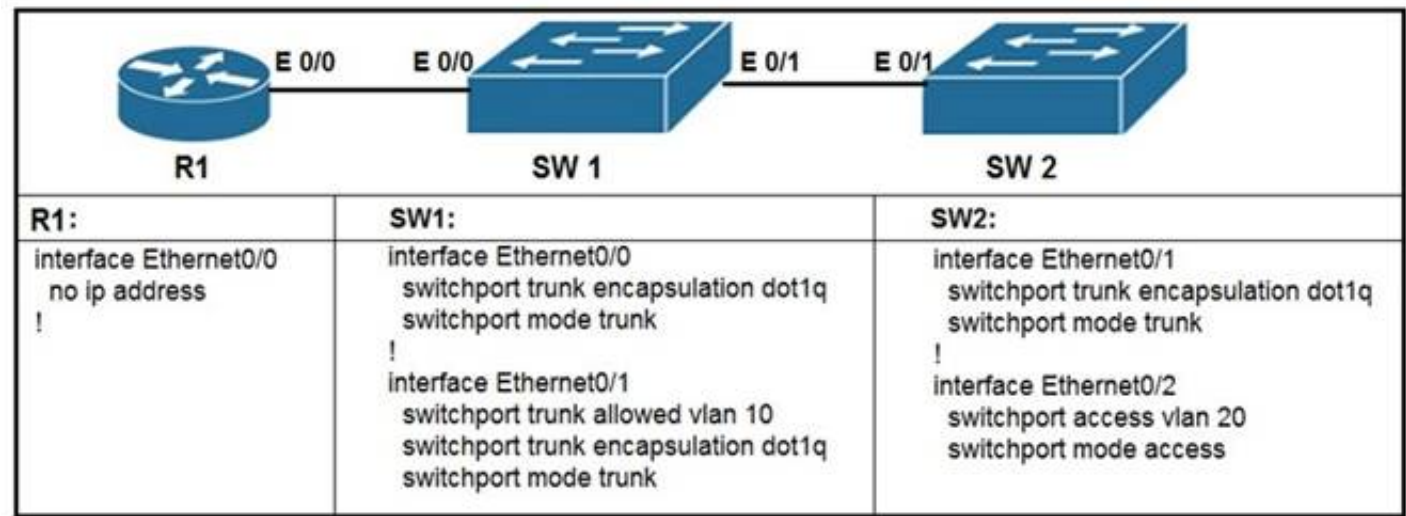 E 0/0
E 0/0
E 0/1
E 0/1
R1
SW 1
SW 2
R1:
interface Ethernet0/0
no ip address
!
SW1:
interface Ethernet0/0
switchport trunk encapsulation dot1q
switchport mode trunk
!
interface Ethernet0/1
switchport trunk allowed vlan 10
switchport trunk encapsulation dot1q
switchport mode trunk
SW2:
interface Ethernet0/1
switchport trunk encapsulation dot1q
switchport mode trunk
!
interface Ethernet0/2
switchport access vlan 20
switchport mode access